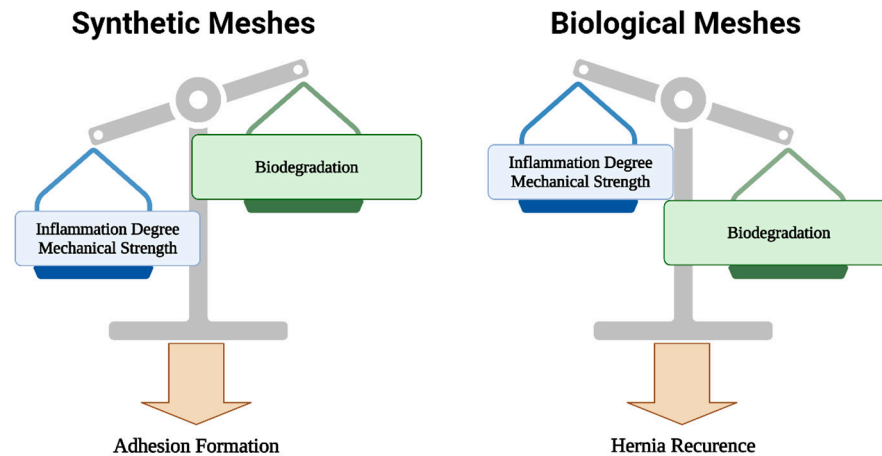 Synthetic Meshes
Biological Meshes
Biodegradation
Inflammation Degree
Mechanical Strength
Inflammation Degree
Mechanical Strength
Biodegradation
Adhesion Formation
Hernia Recurence